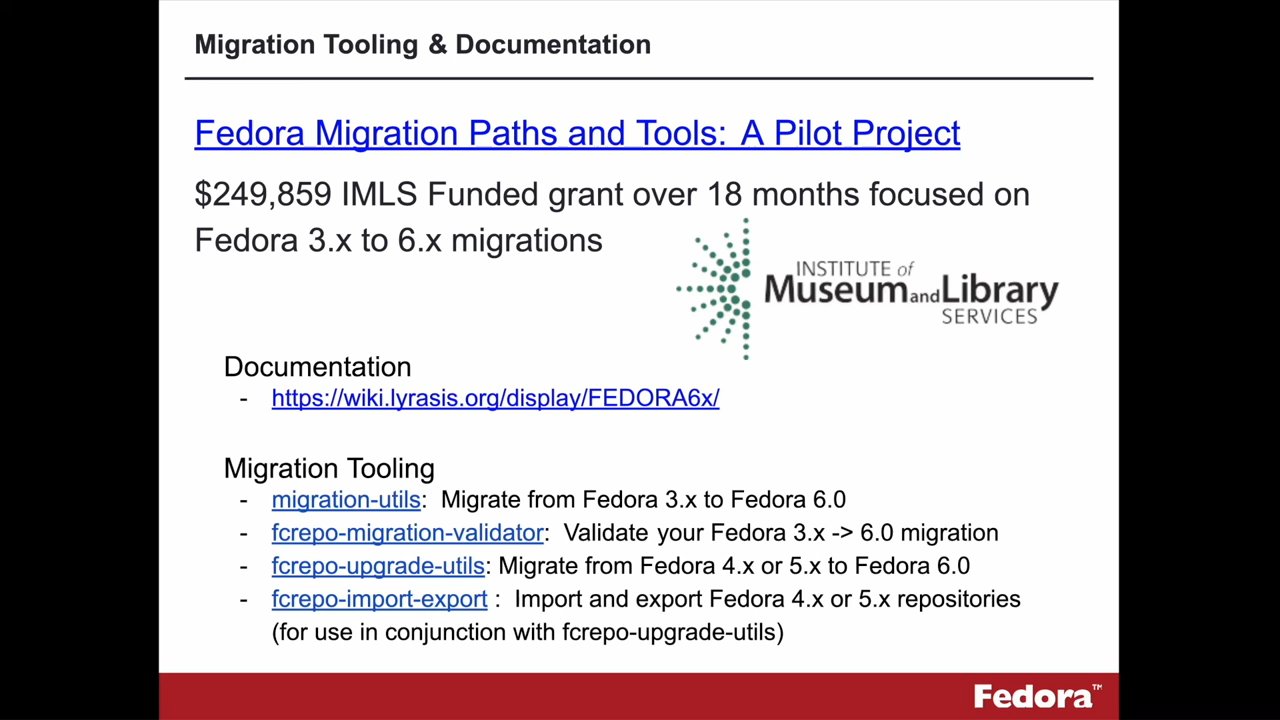 Migration Tooling & Documentation
Fedora Migration Paths and Tools: A Pilot Project
$249,859 IMLS Funded grant over 18 months focused on
Fedora 3.x to 6.x migrations
INSTITUTE of
Museum and Library
SERVICES
Documentation
- https://wiki.lyrasis.org/display/FEDORA6x/
Migration Tooling
- migration-utils: Migrate from Fedora 3.x to Fedora 6.0
- fcrepo-migration-validator: Validate your Fedora 3.x -> 6.0 migration
- fcrepo-upgrade-utils: Migrate from Fedora 4.x or 5.x to Fedora 6.0
- fcrepo-import-export : Import and export Fedora 4.x or 5.x repositories
(for use in conjunction with fcrepo-upgrade-utils)
Fedora™